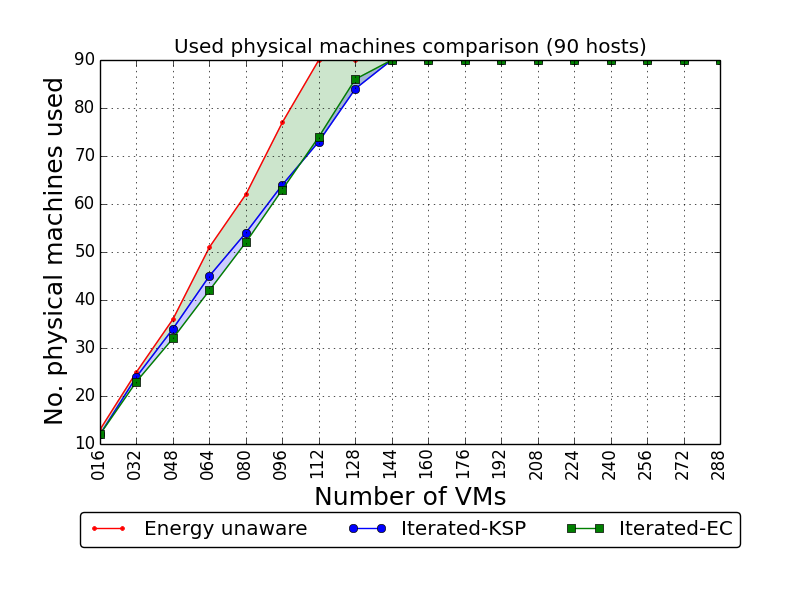 Used physical machines comparison (90 hosts)
No. physical machines used
90
80
70
60
50
40
30
20
10
016 032 048 064 080 096 112 128 144 160 176 192 208 224 240 256 272 288
Number of VMs
Energy unaware Iterated-KSP Iterated-EC